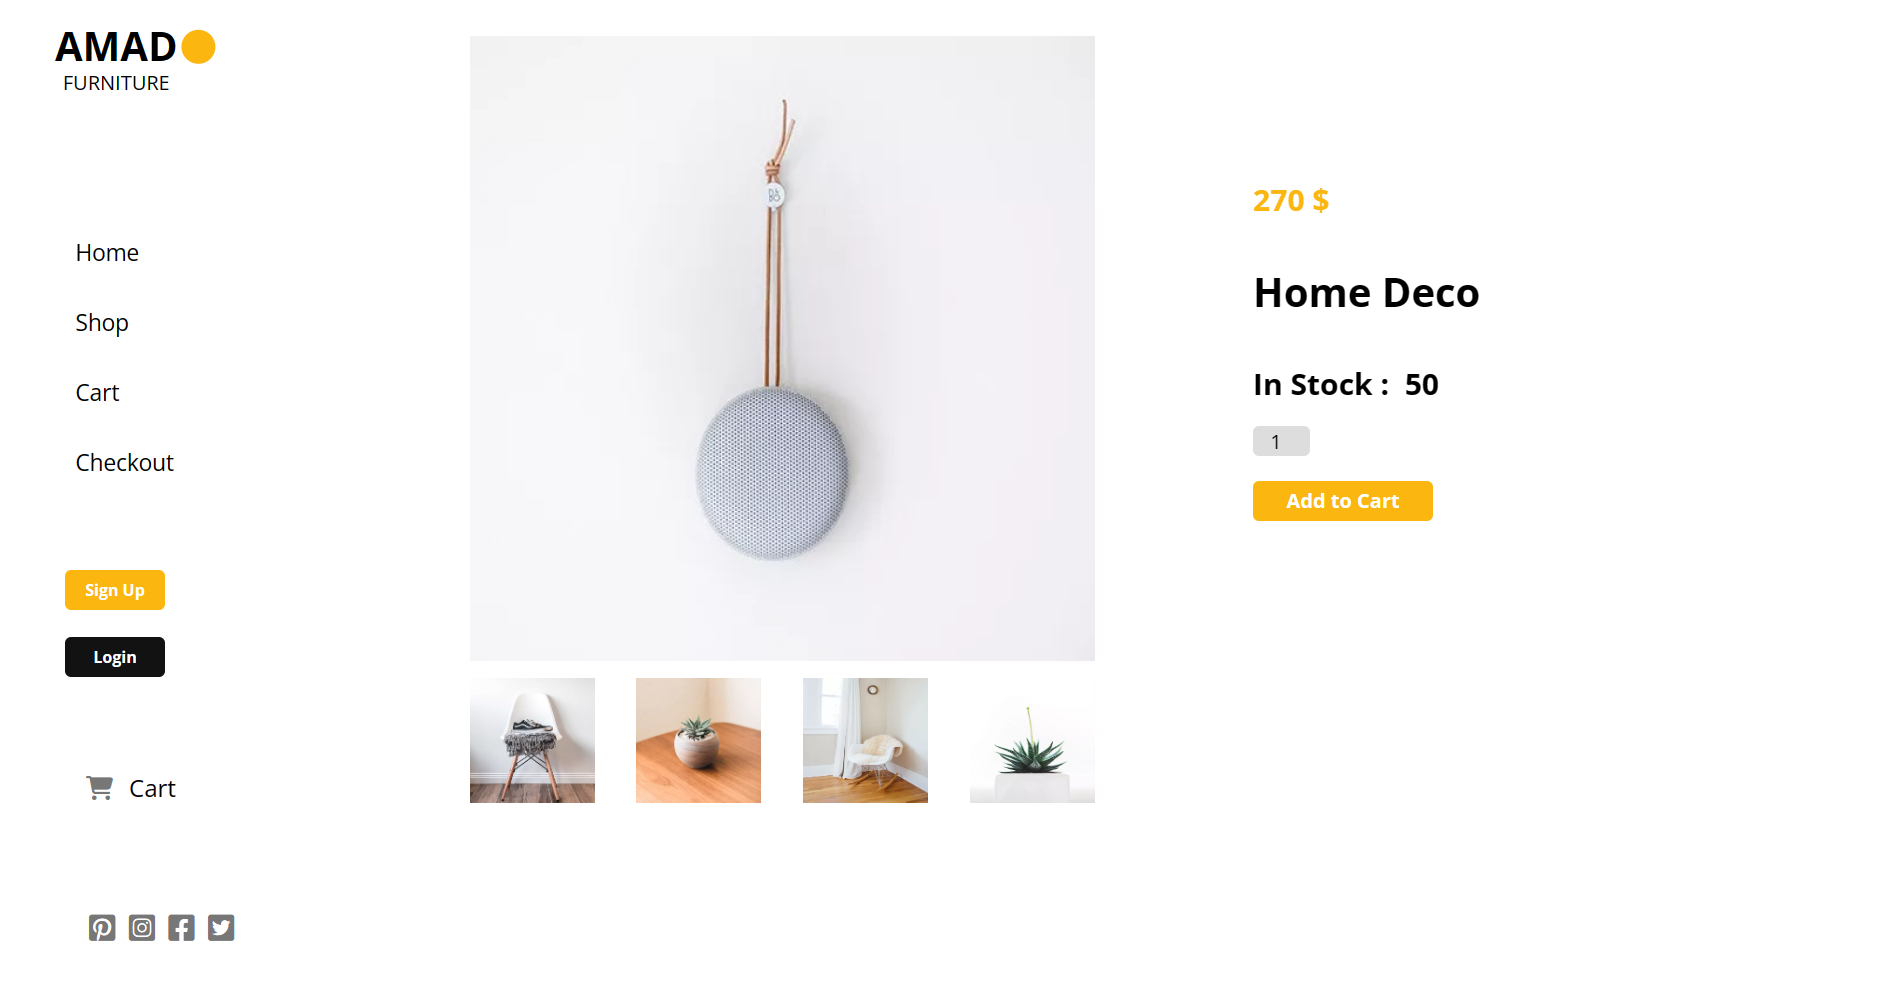 AMAD
FURNITURE
Home
Shop
Cart
Checkout
Sign Up
Login
Cart
270 $
Home Deco
In Stock : 50
1
Add to Cart